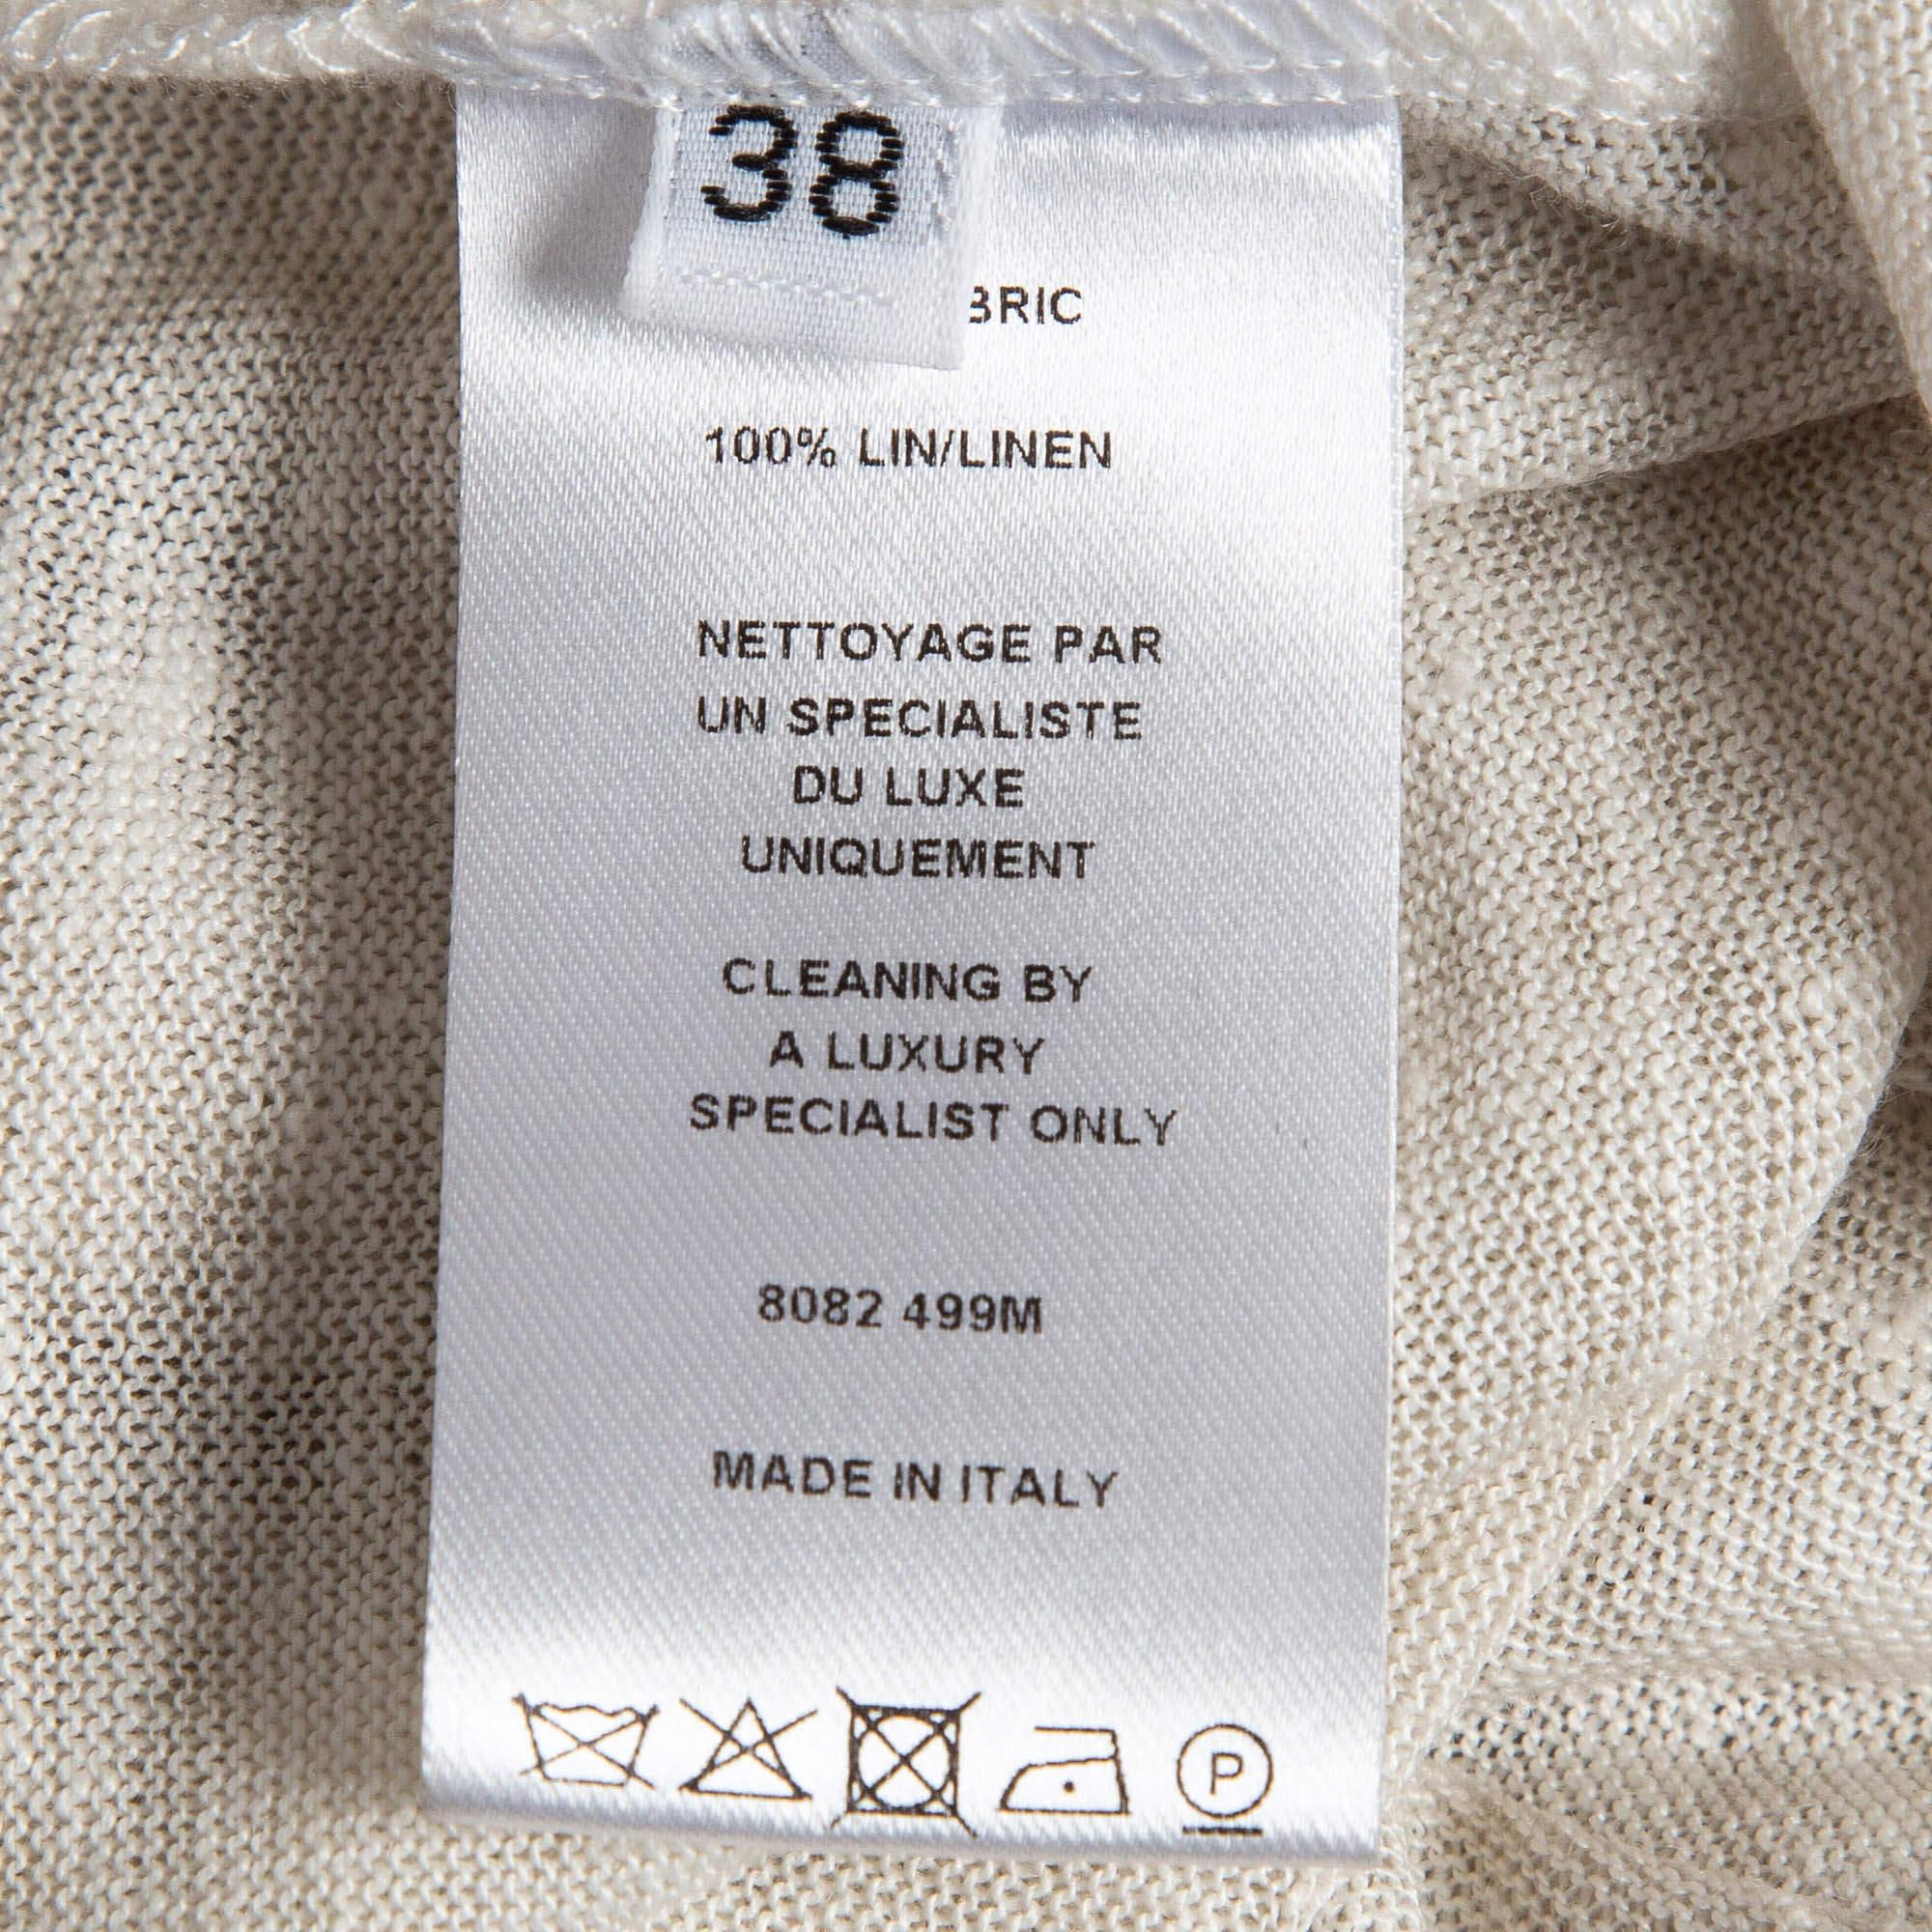 38
BRIC
100% LIN/LINEN
NETTOYAGE PAR
UN SPECIALISTE
DU LUXE
UNIQUEMENT
CLEANING BY
A LUXURY
SPECIALIST ONLY
8082 499M
MADE IN ITALY
P